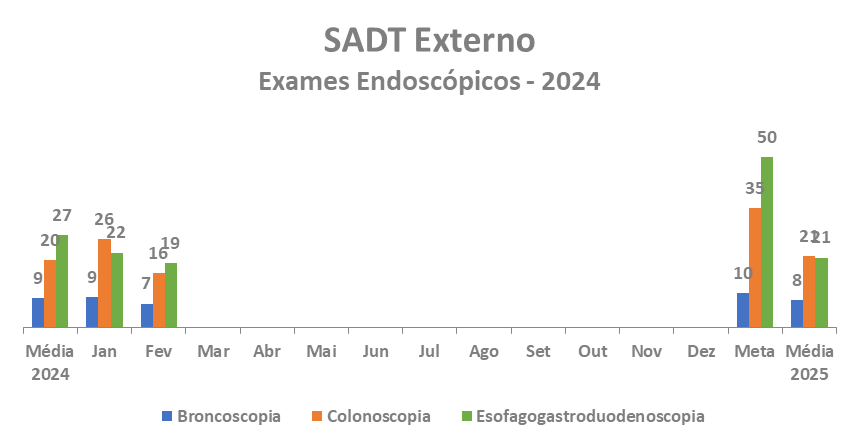 SADT Externo
Exames Endoscópicos - 2024
9 20 27 9 26 22 7 16 19 10 35 50 8 21 21
Média 2024 Jan Fev Mar Abr Mai Jun Jul Ago Set Out Nov Dez Meta Média 2025
Broncoscopia Colonoscopia Esofagogastroduodenoscopia